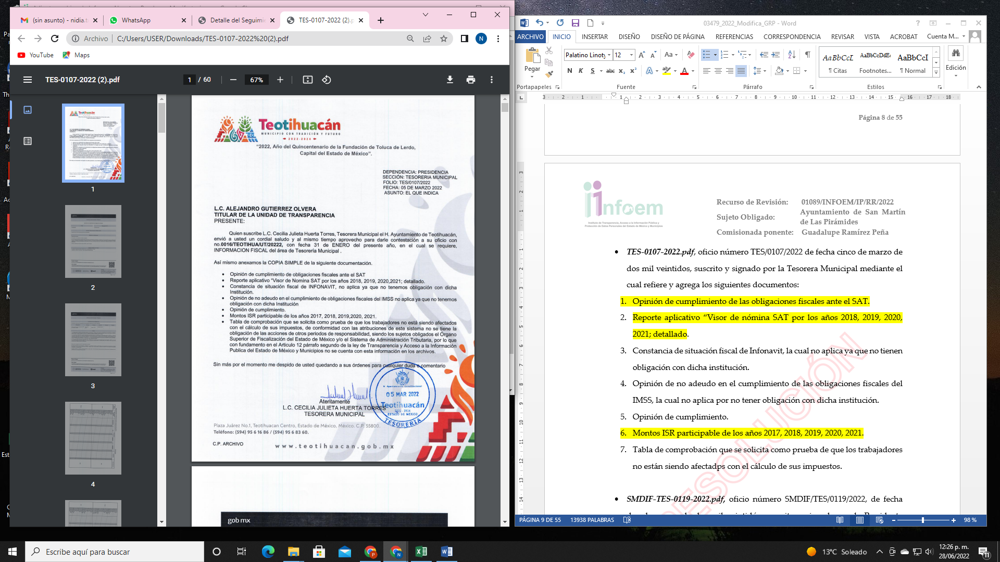 (sin asunto) - nidia.t
WhatsApp
Detalle del Seguimie
TES-0107-2022 (2).p
Archivo
C:/Users/USER/Downloads/TES-0107-2022%20(2).pdf
N
YouTube
Maps
TES-0107-2022 (2).pdf
1 / 60
67%
1
2
3
4
Teotihuacán
MUNICIPIO CON TRADICIÓN Y FUTURO
2022-2024
"2022, Año del Quincentenario de la Fundación de Toluca de Lerdo,
Capital del Estado de México".
DEPENDENCIA: PRESIDENCIA
SECCIÓN: TESORERIA MUNICIPAL
FOLIO: TES/0107/2022
FECHA: 05 DE MARZO 2022
ASUNTO: EL QUE INDICA
L.C. ALEJANDRO GUTIERREZ OLVERA
TITULAR DE LA UNIDAD DE TRANSPARENCIA
PRESENTE:
Quien suscribe L.C. Cecilia Julieta Huerta Torres, Tesorera Municipal el H. Ayuntamiento de Teotihuacán,
envió a usted un cordial saludo y al mismo tiempo aprovecho para darle contestación a su oficio con
no.0016/TEOTIHUA/UT/20222, con fecha 31 de ENERO del presente año, en el cual se requiere,
INFORMACION FISCAL del área de Tesorería Municipal .
Así mismo anexamos la COPIA SIMPLE de la siguiente documentación.
• Opinión de cumplimiento de obligaciones fiscales ante el SAT
• Reporte aplicativo "Visor de Nomina SAT por los años 2018, 2019, 2020,2021; detallado.
• Constancia de situación fiscal de INFONAVIT, no aplica ya que no tenemos obligación con dicha
Institución.
• Opinión de no adeudo en el cumplimiento de obligaciones fiscales del IMSS no aplica ya que no tenemos
obligación con dicha Institución
• Opinión de cumplimiento.
• Montos ISR participable de los años 2017, 2018, 2019,2020, 2021.
• Tabla de comprobación que se solicita como prueba de que los trabajadores no está siendo afectados
con el cálculo de sus impuestos, de conformidad con las atribuciones de este sistema no se tiene la
obligación de las acciones de otros periodos de responsabilidad, siendo los sujetos obligados el Órgano
Superior de Fiscalización del Estado de México y/o el Sistema de Administración Tributaria, por lo que
con fundamento en el Articulo 12 párrafo segundo de la ley de Transparencia y Acceso a la Información
Publica del Estado de México y Municipios no se cuenta con esta información en los archivos.
Sin más por el momento me despido de usted quedando a sus órdenes para cualquier duda o comentario
H. Ayuntamiento Constitucional
05 MAR 2022
Teotihuacán
2022 - 2024
ESTADO DE MÉXICO
TESORERÍA
Atentamente
L.C. CECILIA JULIETA HUERTA TORRES
TESORERA MUNICIPAL
Plaza Juárez No.1, Teotihuacan Centro, Estado de México, México. C.P. 55800.
Teléfono: (594) 95 6 16 86 / (594) 95 6 83 60.
C.P. ARCHIVO
www.teotihuacan.gob.mx
gob mx
03479_2022_Modifica_GRP - Word
ARCHIVO INICIO INSERTAR DISEÑO DISEÑO DE PÁGINA REFERENCIAS CORRESPONDENCIA REVISAR VISTA ACROBAT Cuenta M...
Palatino Linoty 12
Pegar
N K S abc x₂ x²
AaBbCcL AaBbCcDdEe AaBbCcI
¶ Citas Footnotes... ¶ Normal
Edición
Portapapeles Fuente Párrafo Estilos
Página 8 de 55
infoem
Instituto de Transparencia, Acceso a la Información Pública y
Protección de Datos Personales del Estado de México y Municipios
Recurso de Revisión: 01089/INFOEM/IP/RR/2022
Sujeto Obligado: Ayuntamiento de San Martín
de Las Pirámides
Comisionada ponente: Guadalupe Ramírez Peña
• TES-0107-2022.pdf, oficio número TES/0107/2022 de fecha cinco de marzo de
dos mil veintidos, suscrito y signado por la Tesorera Municipal mediante el
cual refiere y agrega los siguientes documentos:
1. Opinión de cumplimiento de las obligaciones fiscales ante el SAT.
2. Reporte aplicativo “Visor de nómina SAT por los años 2018, 2019, 2020,
2021; detallado.
3. Constancia de situación fiscal de Infonavit, la cual no aplica ya que no tienen
obligación con dicha institución.
4. Opinión de no adeudo en el cumplimiento de las obligaciones fiscales del
IMSS, la cual no aplica por no tener obligación con dicha institución.
5. Opinión de cumplimiento.
6. Montos ISR participable de los años 2017, 2018, 2019, 2020, 2021.
7. Tabla de comprobación que se solicita como prueba de que los trabajadores
no están siendo afectadps con el cálculo de sus impuestos.
• SMDIF-TES-0119-2022.pdf, oficio número SMDIF/TES/0119/2022, de fecha
RESOLUCIÓN
PÁGINA 9 DE 55 13938 PALABRAS
98 %
Escribe aquí para buscar
13°C Soleado
12:26 p. m.
28/06/2022
11